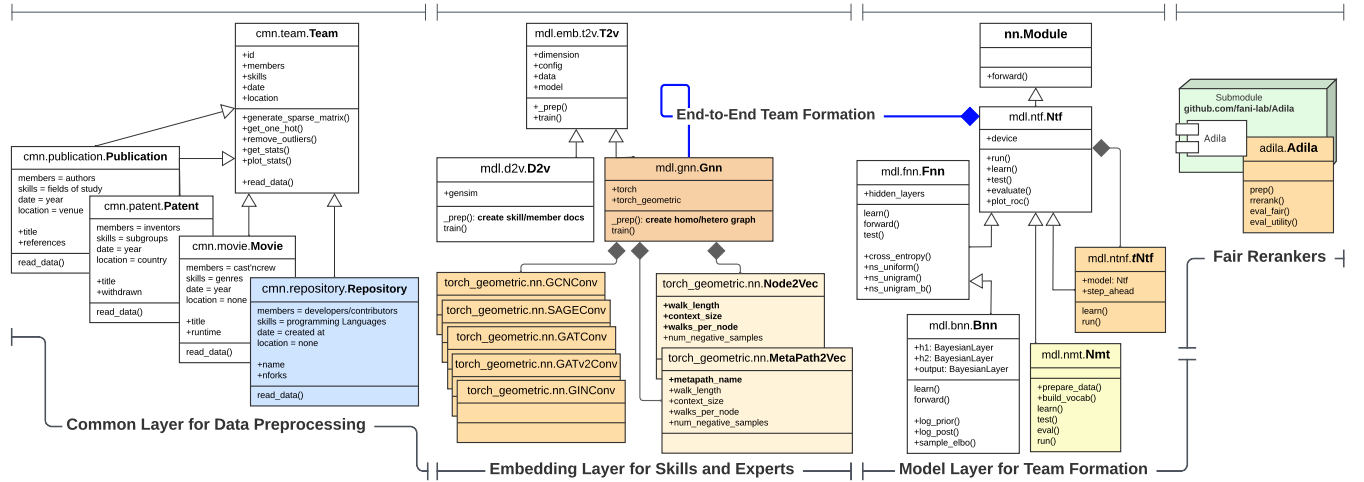 cmn.team.Team
+id
+members
+skills
+date
+location
+generate_sparse_matrix()
+get_one_hot()
+remove_outliers()
+get_stats()
+plot_stats()
+read_data()
cmn.publication.Publication
members = authors
skills = fields of study
date = year
location = venue
+title
+references
read_data()
cmn.patent.Patent
members = inventors
skills = subgroups
date = year
location = country
+title
+withdrawn
read_data()
cmn.movie.Movie
members = cast'ncrew
skills = genres
date = year
location = none
+title
+runtime
read_data()
cmn.repository.Repository
members = developers/contributors
skills = programming Languages
date = created at
location = none
+name
+nforks
read_data()
Common Layer for Data Preprocessing
mdl.emb.t2v.T2v
+dimension
+config
+data
+model
+_prep()
+train()
mdl.d2v.D2v
+gensim
_prep(): create skill/member docs
train()
mdl.gnn.Gnn
+torch
+torch_geometric
_prep(): create homo/hetero graph
train()
torch_geometric.nn.GCNConv
torch_geometric.nn.SAGEConv
torch_geometric.nn.GATConv
torch_geometric.nn.GATv2Conv
torch_geometric.nn.GINConv
torch_geometric.nn.Node2Vec
+walk_length
+context_size
+walks_per_node
+num_negative_samples
torch_geometric.nn.MetaPath2Vec
+metapath_name
+walk_length
+context_size
+walks_per_node
+num_negative_samples
Embedding Layer for Skills and Experts
End-to-End Team Formation
nn.Module
+forward()
mdl.ntf.Ntf
+device
+run()
+learn()
+test()
+evaluate()
+plot_roc()
mdl.fnn.Fnn
+hidden_layers
learn()
forward()
test()
+cross_entropy()
+ns_uniform()
+ns_unigram()
+ns_unigram_b()
mdl.bnn.Bnn
+h1: BayesianLayer
+h2: BayesianLayer
+output: BayesianLayer
learn()
forward()
+log_prior()
+log_post()
+sample_elbo()
mdl.nmt.Nmt
+prepare_data()
+build_vocab()
learn()
test()
eval()
run()
mdl.ntnf.tNtf
+model: Ntf
+step_ahead
learn()
run()
Model Layer for Team Formation
Submodule
github.com/fani-lab/Adila
Adila
adila.Adila
prep()
rrerank()
eval_fair()
eval_utility()
Fair Rerankers